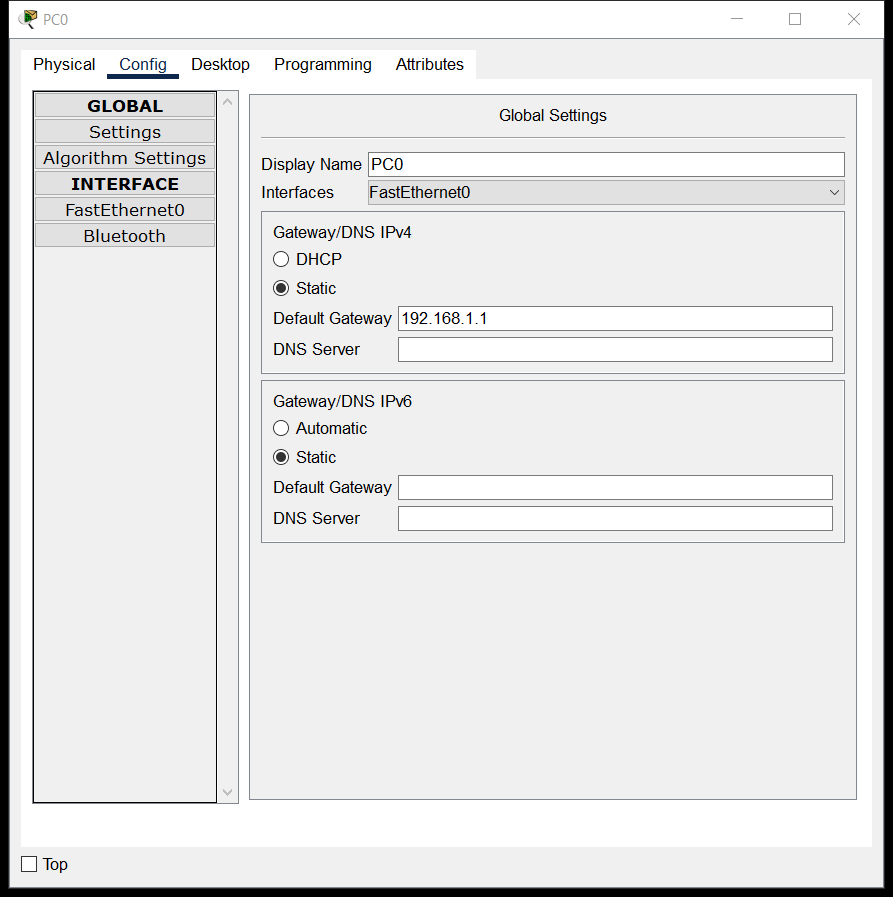 PC0
Physical Config Desktop Programming Attributes
GLOBAL
Settings
Algorithm Settings
INTERFACE
FastEthernet0
Bluetooth
Global Settings
Display Name PC0
Interfaces FastEthernet0
Gateway/DNS IPv4
DHCP
Static
Default Gateway 192.168.1.1
DNS Server
Gateway/DNS IPv6
Automatic
Static
Default Gateway
DNS Server
Top